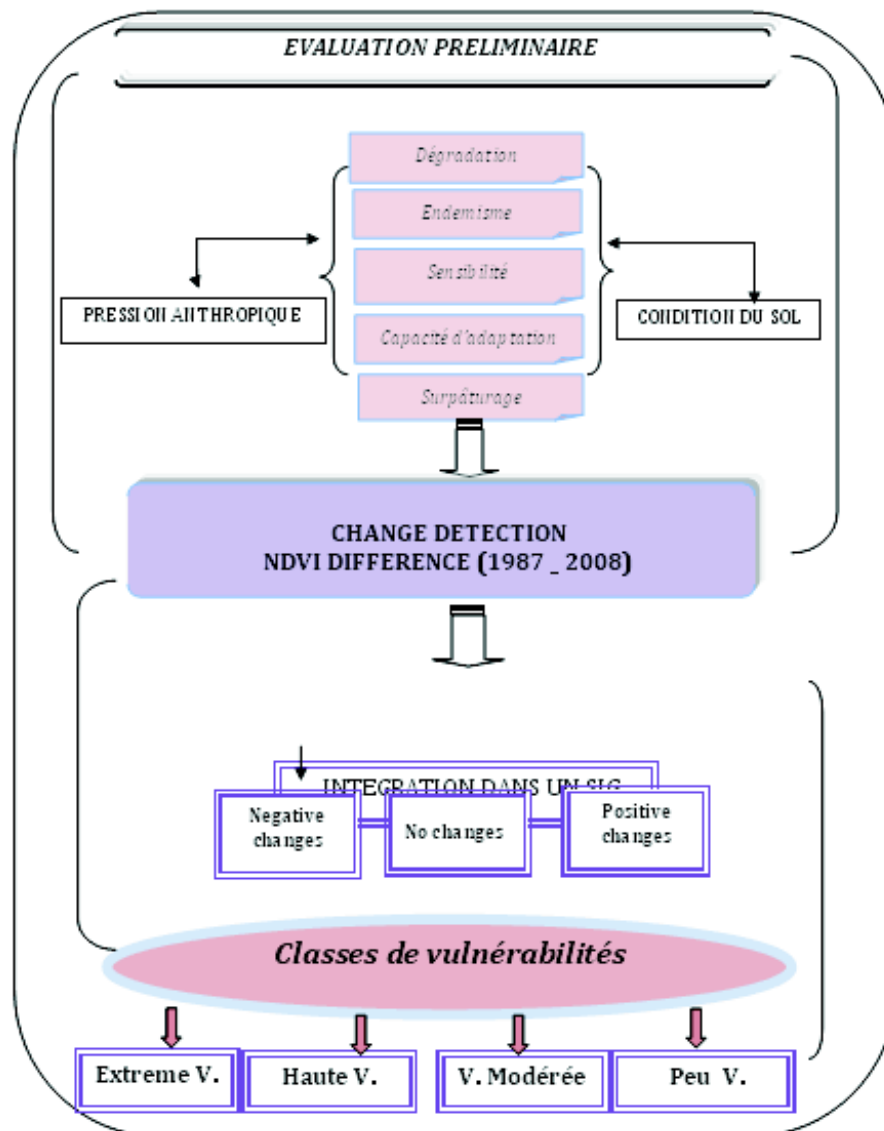 EVALUATION PRELIMINAIRE
Dégradation
Endemisme
Sensibilité
PRESSION ANTHROPIQUE
CONDITION DU SOL
Capacité d'adaptation
Surpâturage
CHANGE DETECTION
NDVI DIFFERENCE (1987 _ 2008)
INTEGRATION DANS UN SIG
Negative
changes
No changes
Positive
changes
Classes de vulnérabilités
Extreme V.
Haute V.
V. Modérée
Peu V.